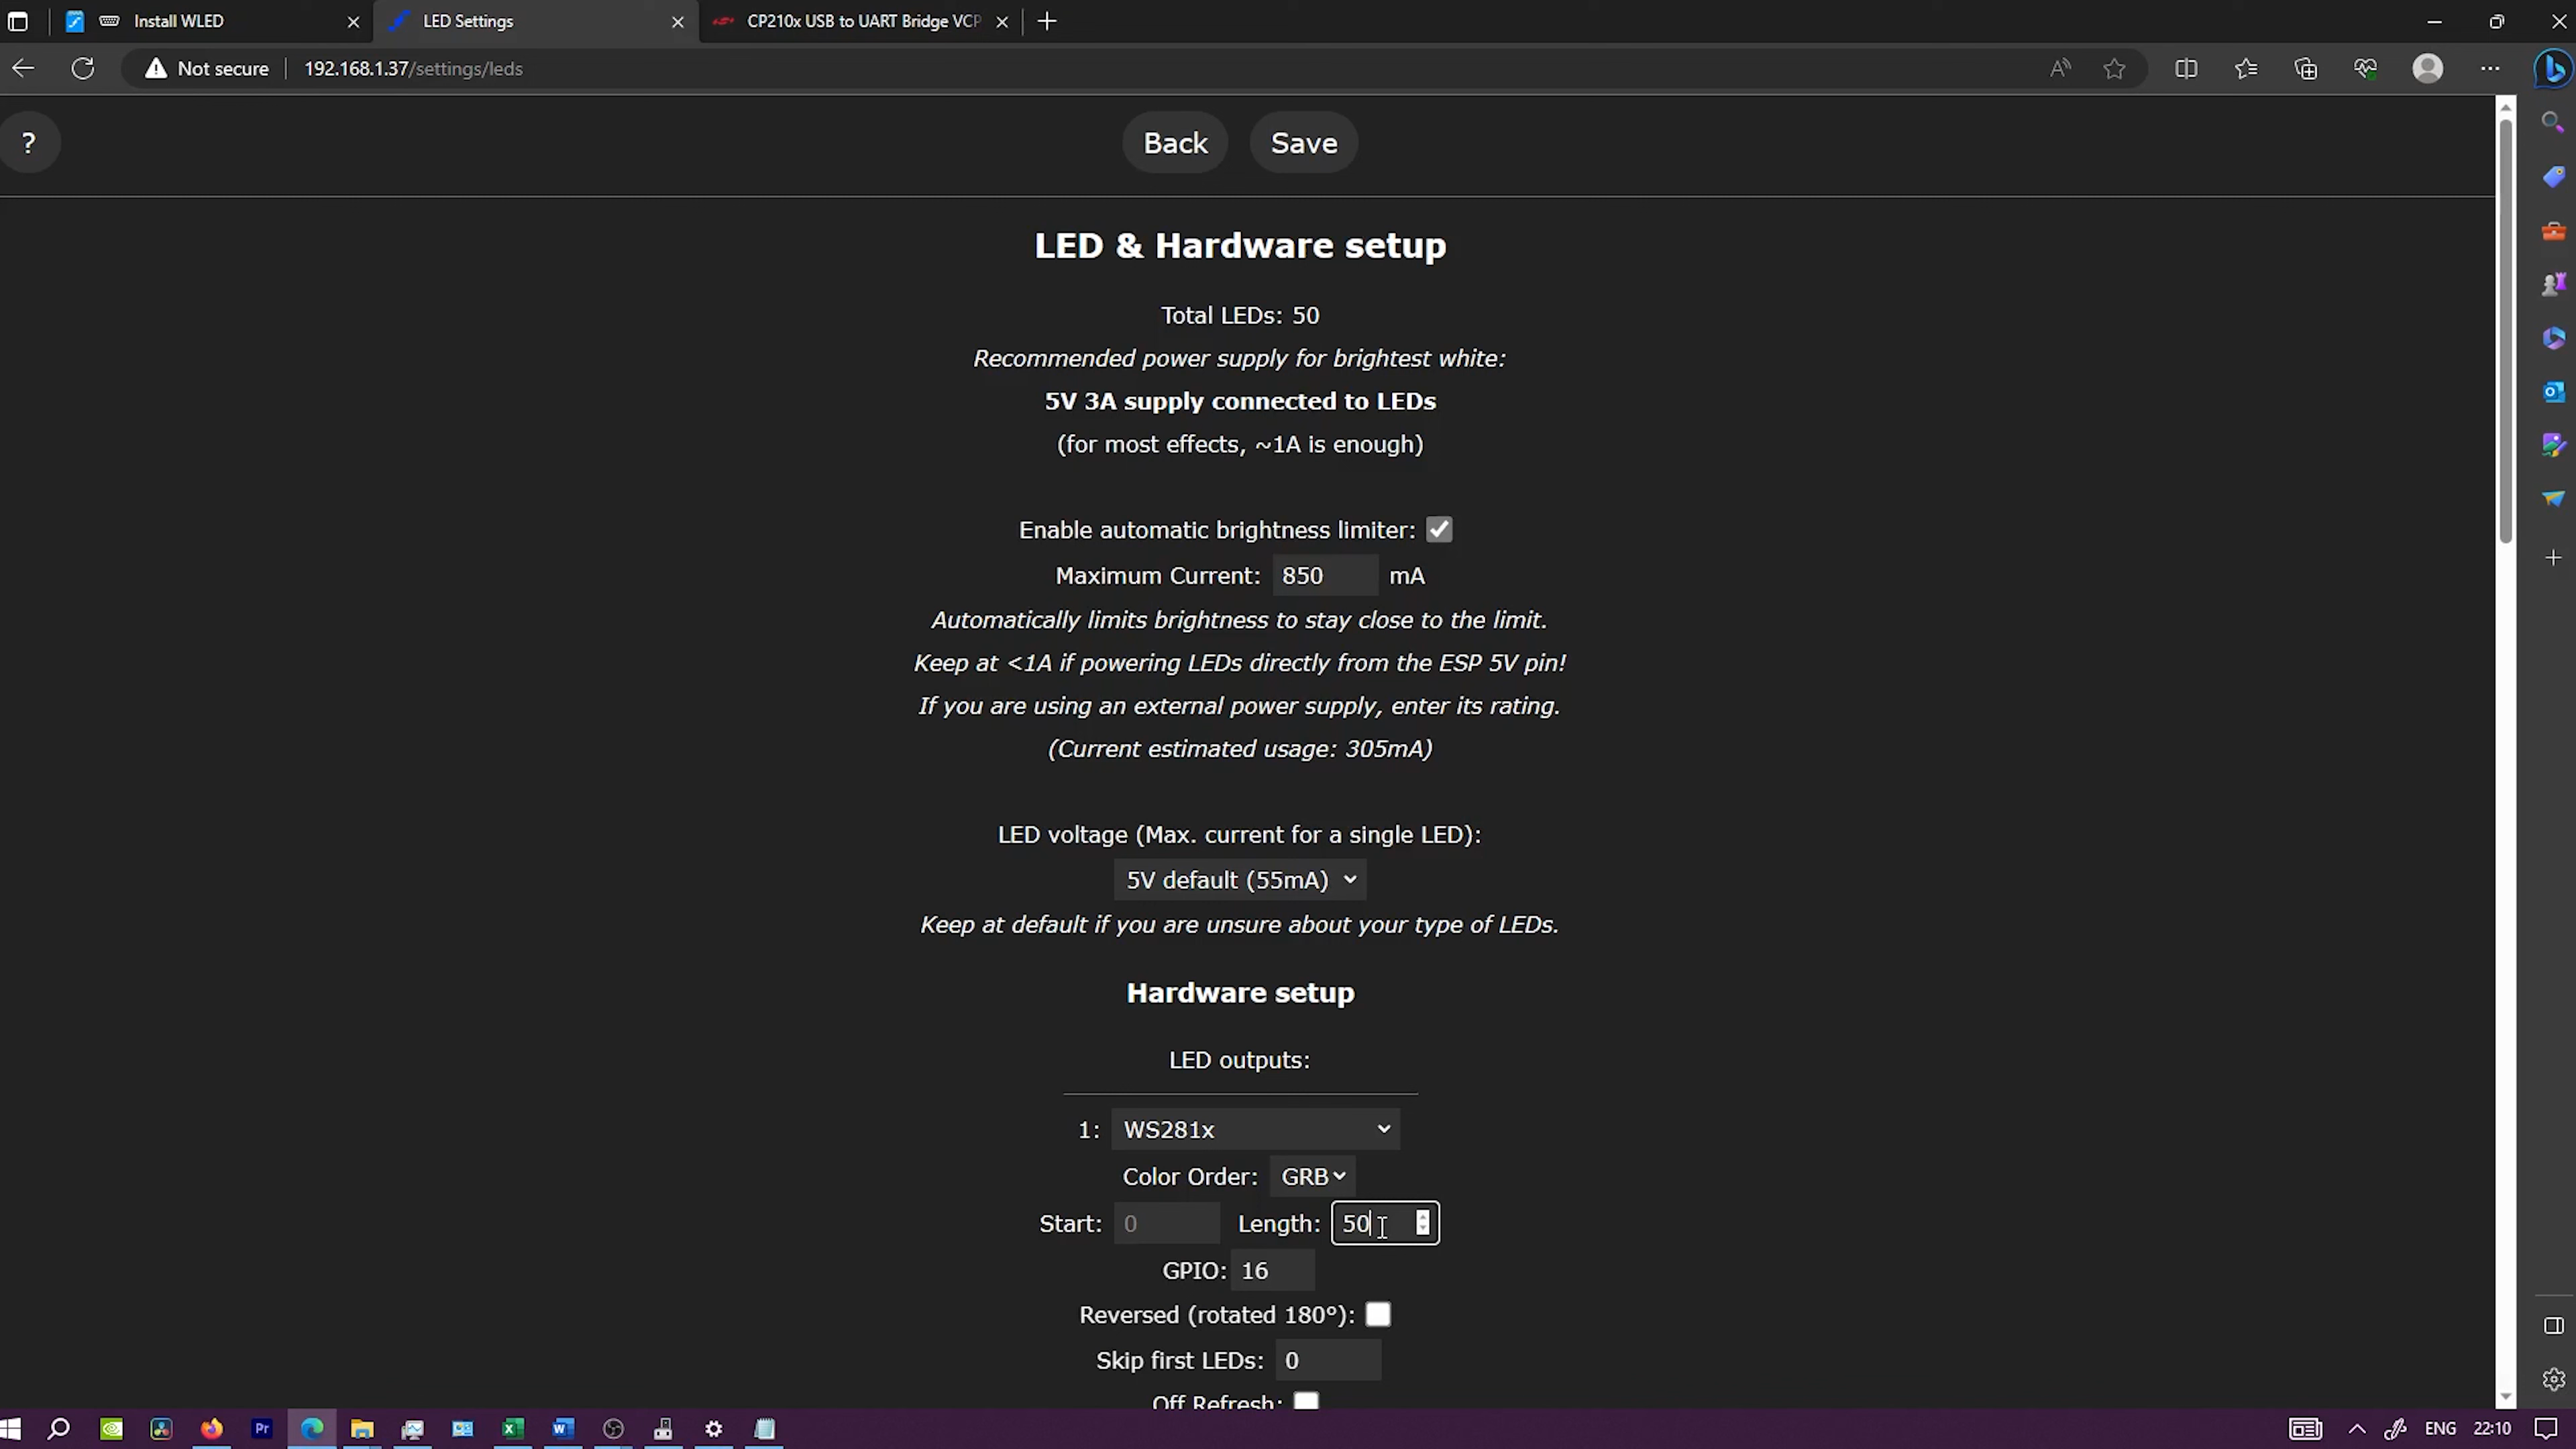 Install WLED
LED Settings
CP210x USB to UART Bridge VCP
Not secure
192.168.1.37/settings/leds
?
Back
Save
LED & Hardware setup
Total LEDs: 50
Recommended power supply for brightest white:
5V 3A supply connected to LEDs
(for most effects, ~1A is enough)
Enable automatic brightness limiter:
Maximum Current: 850 mA
Automatically limits brightness to stay close to the limit.
Keep at <1A if powering LEDs directly from the ESP 5V pin!
If you are using an external power supply, enter its rating.
(Current estimated usage: 305mA)
LED voltage (Max. current for a single LED):
5V default (55mA)
Keep at default if you are unsure about your type of LEDs.
Hardware setup
LED outputs:
1: WS281x
Color Order: GRB
Start: 0 Length: 50
GPIO: 16
Reversed (rotated 180°):
Skip first LEDs: 0
Off Refresh:
Pr
ENG 22:10